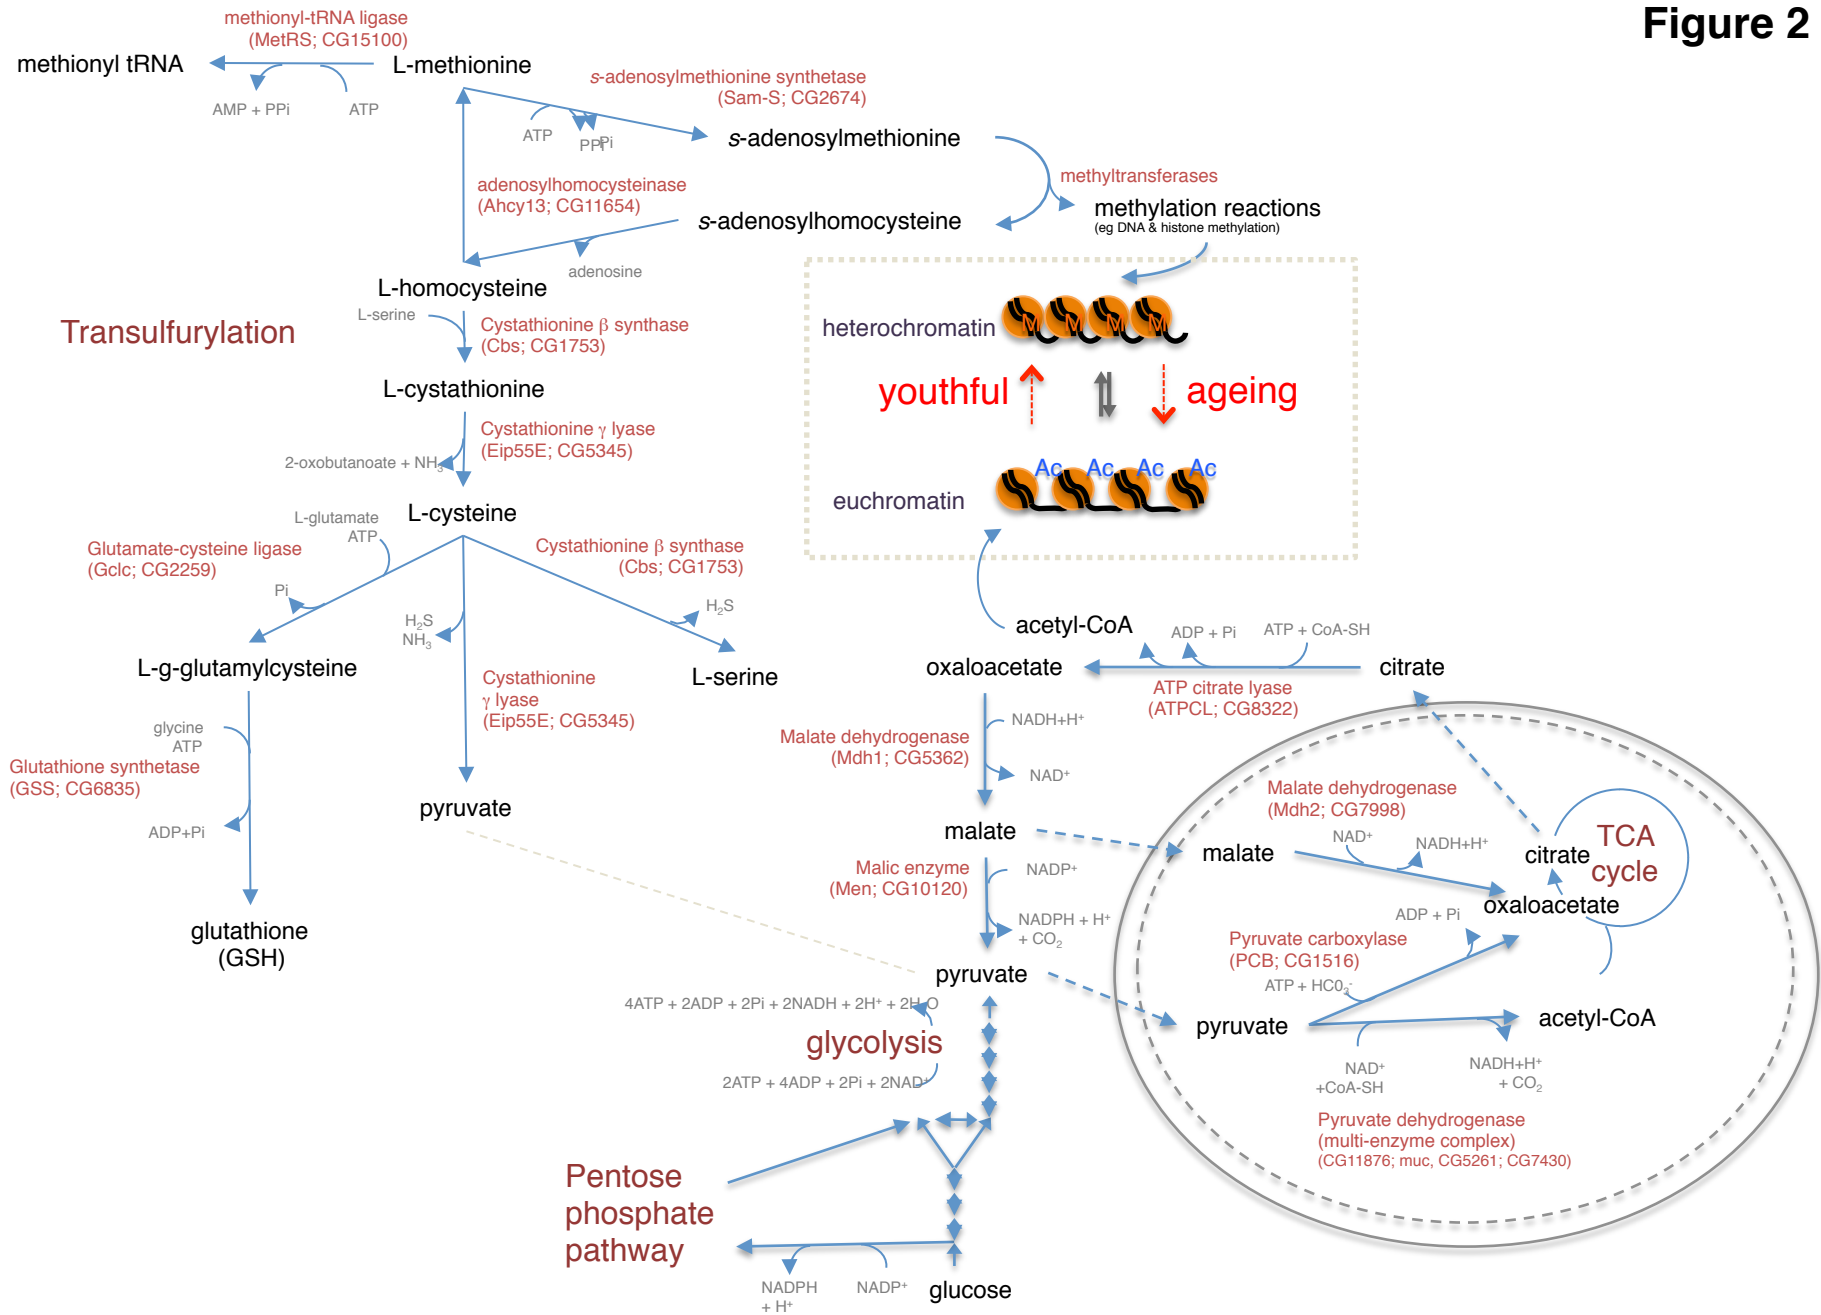 Figure 2
methionyl-tRNA ligase
(MetRS; CG15100)
methionyl tRNA
L-methionine
AMP + PPi
ATP
s-adenosylmethionine synthetase
(Sam-S; CG2674)
ATP
PPi
Pi
s-adenosylmethionine
adenosylhomocysteinase
(Ahcy13; CG11654)
methyltransferases
s-adenosylhomocysteine
methylation reactions
(eg DNA & histone methylation)
adenosine
L-homocysteine
Transulfurylation
L-serine
Cystathionine β synthase
(Cbs; CG1753)
L-cystathionine
Cystathionine γ lyase
(Eip55E; CG5345)
2-oxobutanoate + NH₃
L-cysteine
heterochromatin
M M M M
youthful
ageing
Ac Ac Ac Ac
euchromatin
L-glutamate
ATP
Glutamate-cysteine ligase
(Gclc; CG2259)
Pi
Cystathionine β synthase
(Cbs; CG1753)
H₂S
H₂S
NH₃
L-g-glutamylcysteine
Cystathionine
γ lyase
(Eip55E; CG5345)
L-serine
glycine
ATP
Glutathione synthetase
(GSS; CG6835)
ADP+Pi
pyruvate
glutathione
(GSH)
acetyl-CoA
oxaloacetate
ADP + Pi
ATP + CoA-SH
citrate
ATP citrate lyase
(ATPCL; CG8322)
NADH+H⁺
Malate dehydrogenase
(Mdh1; CG5362)
NAD⁺
malate
Malic enzyme
(Men; CG10120)
NADP⁺
NADPH + H⁺
+ CO₂
pyruvate
Malate dehydrogenase
(Mdh2; CG7998)
malate
NAD⁺
NADH+H⁺
citrate
TCA
cycle
oxaloacetate
ADP + Pi
Pyruvate carboxylase
(PCB; CG1516)
ATP + HC0₃⁻
pyruvate
acetyl-CoA
NAD⁺
+CoA-SH
NADH+H⁺
+ CO₂
Pyruvate dehydrogenase
(multi-enzyme complex)
(CG11876; muc, CG5261; CG7430)
4ATP + 2ADP + 2Pi + 2NADH + 2H⁺ + 2H₂O
glycolysis
2ATP + 4ADP + 2Pi + 2NAD⁺
Pentose
phosphate
pathway
NADPH
+ H⁺
NADP⁺
glucose